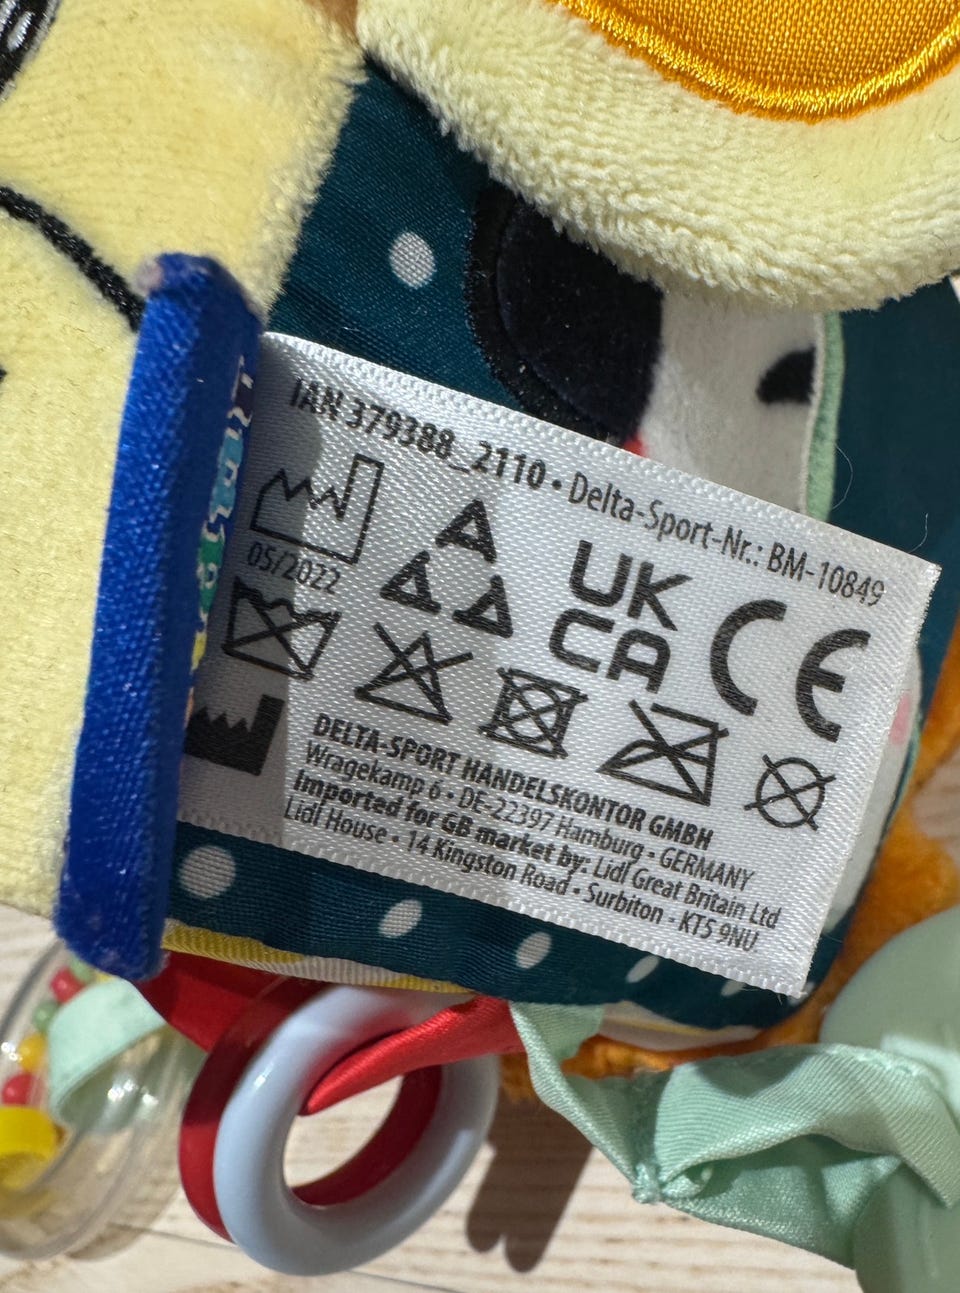 IAN 379388_2110 • Delta-Sport-Nr.: BM-10849
05/2022
UK
CA
CE
DELTA-SPORT HANDELSKONTOR GMBH
Wragekamp 6 • DE-22397 Hamburg • GERMANY
Imported for GB market by: Lidl Great Britain Ltd
Lidl House • 14 Kingston Road • Surbiton • KT5 9NU